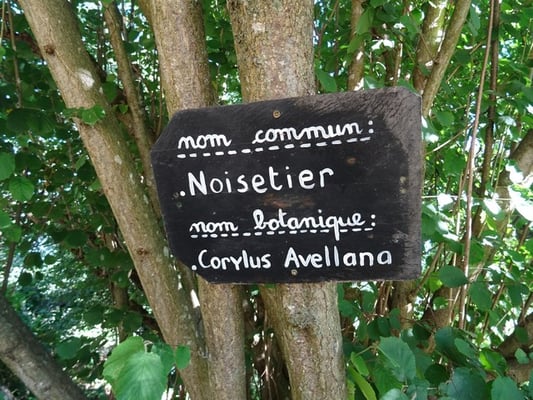 nom commun:
.Noisetier
nom botanique:
.Corylus Avellana